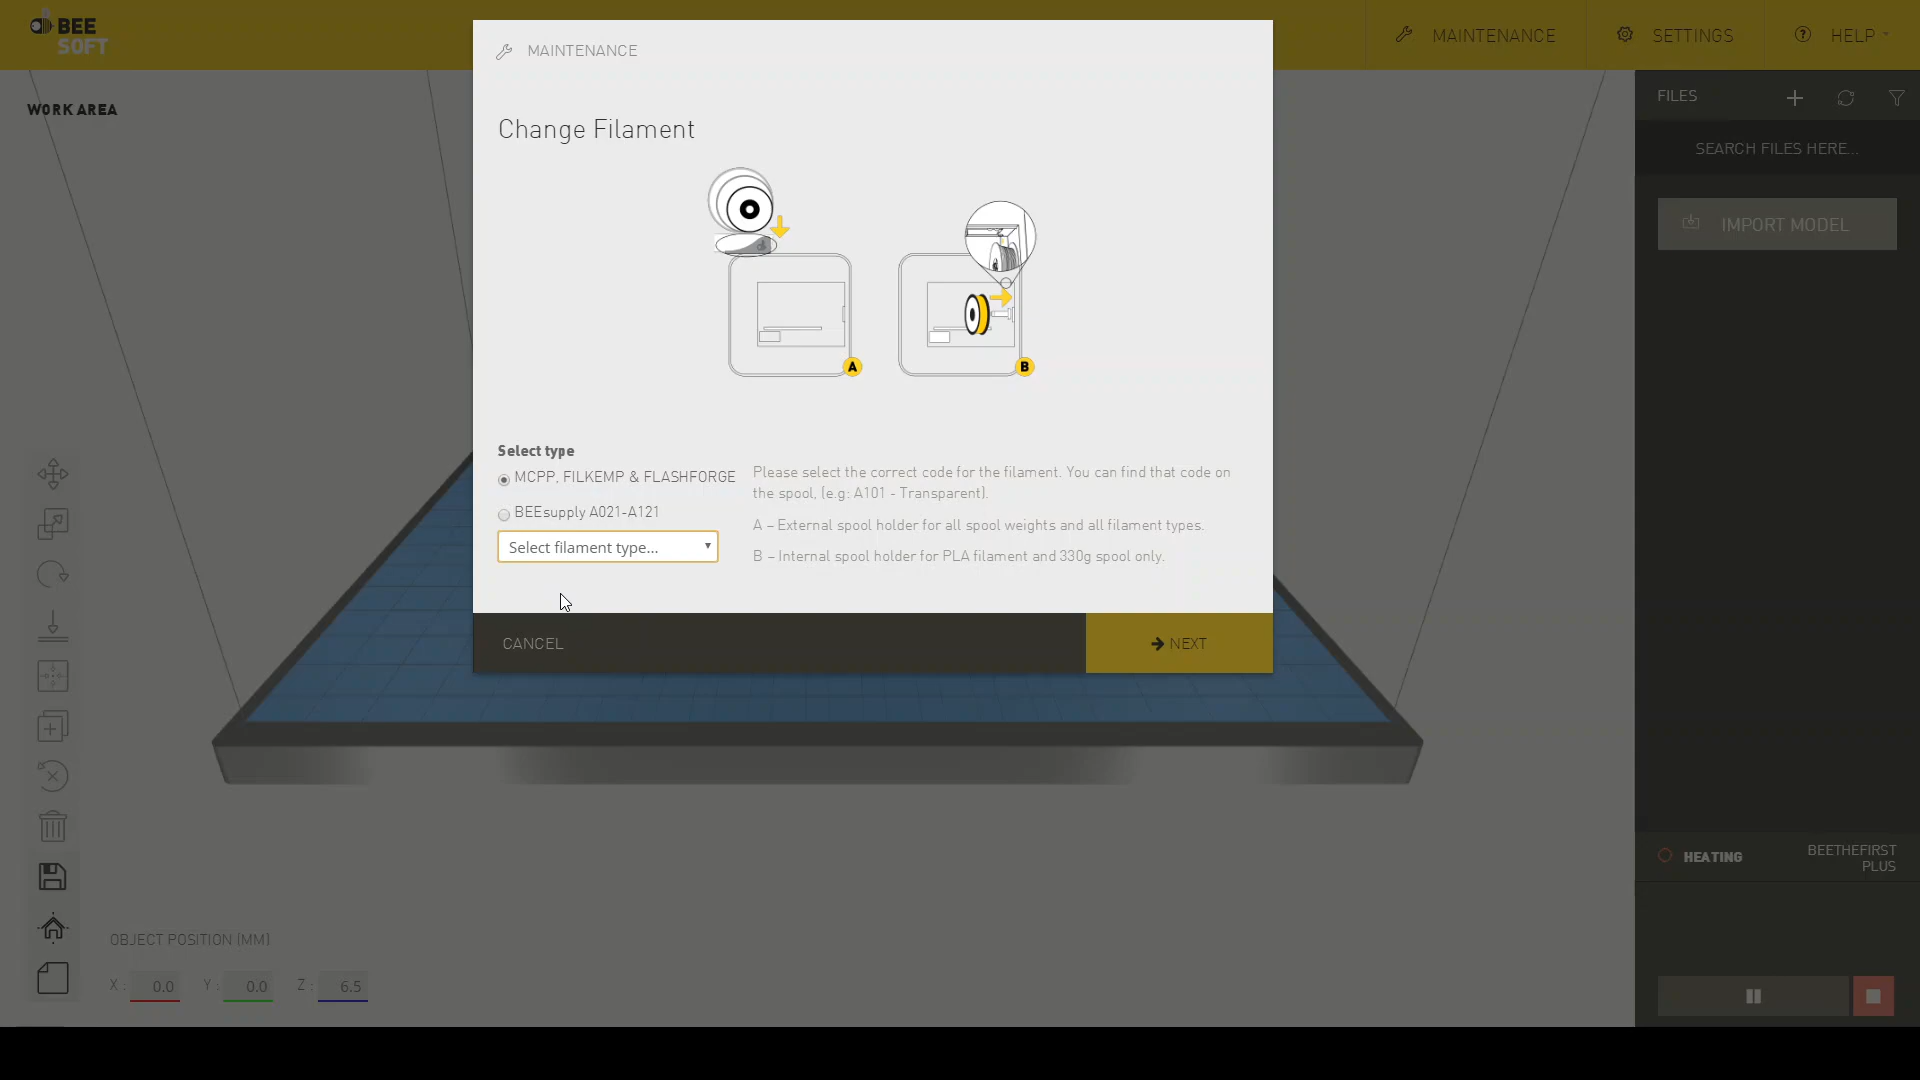 BEE
SOFT
MAINTENANCE
SETTINGS
HELP
WORK AREA
MAINTENANCE
Change Filament
A
B
Select type
MCPP, FILKEMP & FLASHFORGE
BEEsupply A021-A121
Select filament type...
Please select the correct code for the filament. You can find that code on
the spool, (e.g: A101 - Transparent).
A – External spool holder for all spool weights and all filament types.
B – Internal spool holder for PLA filament and 330g spool only.
CANCEL
NEXT
FILES
SEARCH FILES HERE...
IMPORT MODEL
HEATING
BEETHEFIRST
PLUS
OBJECT POSITION (MM)
X : 0.0 Y : 0.0 Z : 6.5